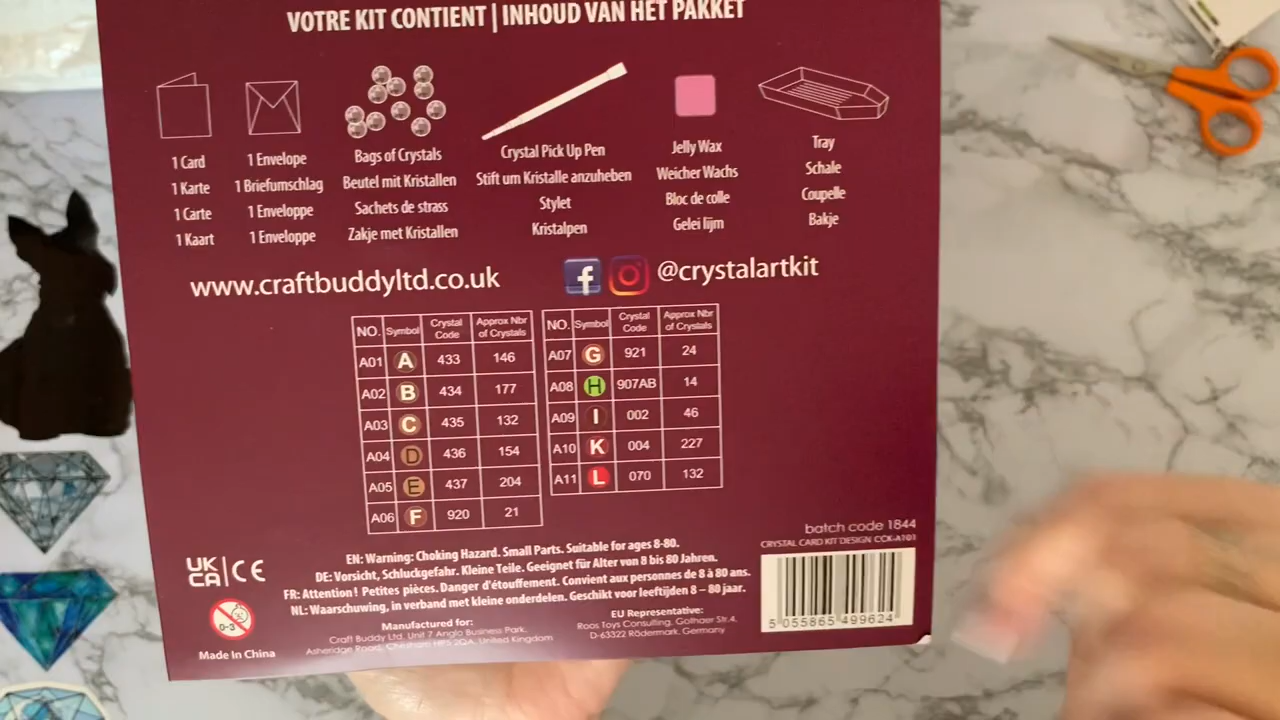 VOTRE KIT CONTIENT | INHOUD VAN HET PAKKET
1 Card
1 Karte
1 Carte
1 Kaart
1 Envelope
1 Briefumschlag
1 Enveloppe
1 Enveloppe
Bags of Crystals
Beutel mit Kristallen
Sachets de strass
Zakje met Kristallen
Crystal Pick Up Pen
Stift um Kristalle anzuheben
Stylet
Kristalpen
Jelly Wax
Weicher Wachs
Bloc de colle
Gelei lijm
Tray
Schale
Coupelle
Bakje
www.craftbuddyltd.co.uk
f @crystalartkit
NO. Symbol Crystal Code Approx Nbr of Crystals
A01 A 433 146
A02 B 434 177
A03 C 435 132
A04 D 436 154
A05 E 437 204
A06 F 920 21
NO. Symbol Crystal Code Approx Nbr of Crystals
A07 G 921 24
A08 H 907AB 14
A09 I 002 46
A10 K 004 227
A11 L 070 132
batch code 1844
CRYSTAL CARD KIT DESIGN CCK-A101
5 055865 499624
UK CA | CE
0-3
Made In China
EN: Warning: Choking Hazard. Small Parts. Suitable for ages 8-80.
DE: Vorsicht, Schluckgefahr. Kleine Teile. Geeignet für Alter von 8 bis 80 Jahren.
FR: Attention! Petites pièces. Danger d'étouffement. Convient aux personnes de 8 à 80 ans.
NL: Waarschuwing, in verband met kleine onderdelen. Geschikt voor leeftijden 8 – 80 jaar.
Manufactured for:
Craft Buddy Ltd. Unit 7 Anglo Business Park,
Asheridge Road, Chesham HP5 2QA, United Kingdom
EU Representative:
Roos Toys Consulting, Gothaer Str.4,
D-63322 Rödermark, Germany